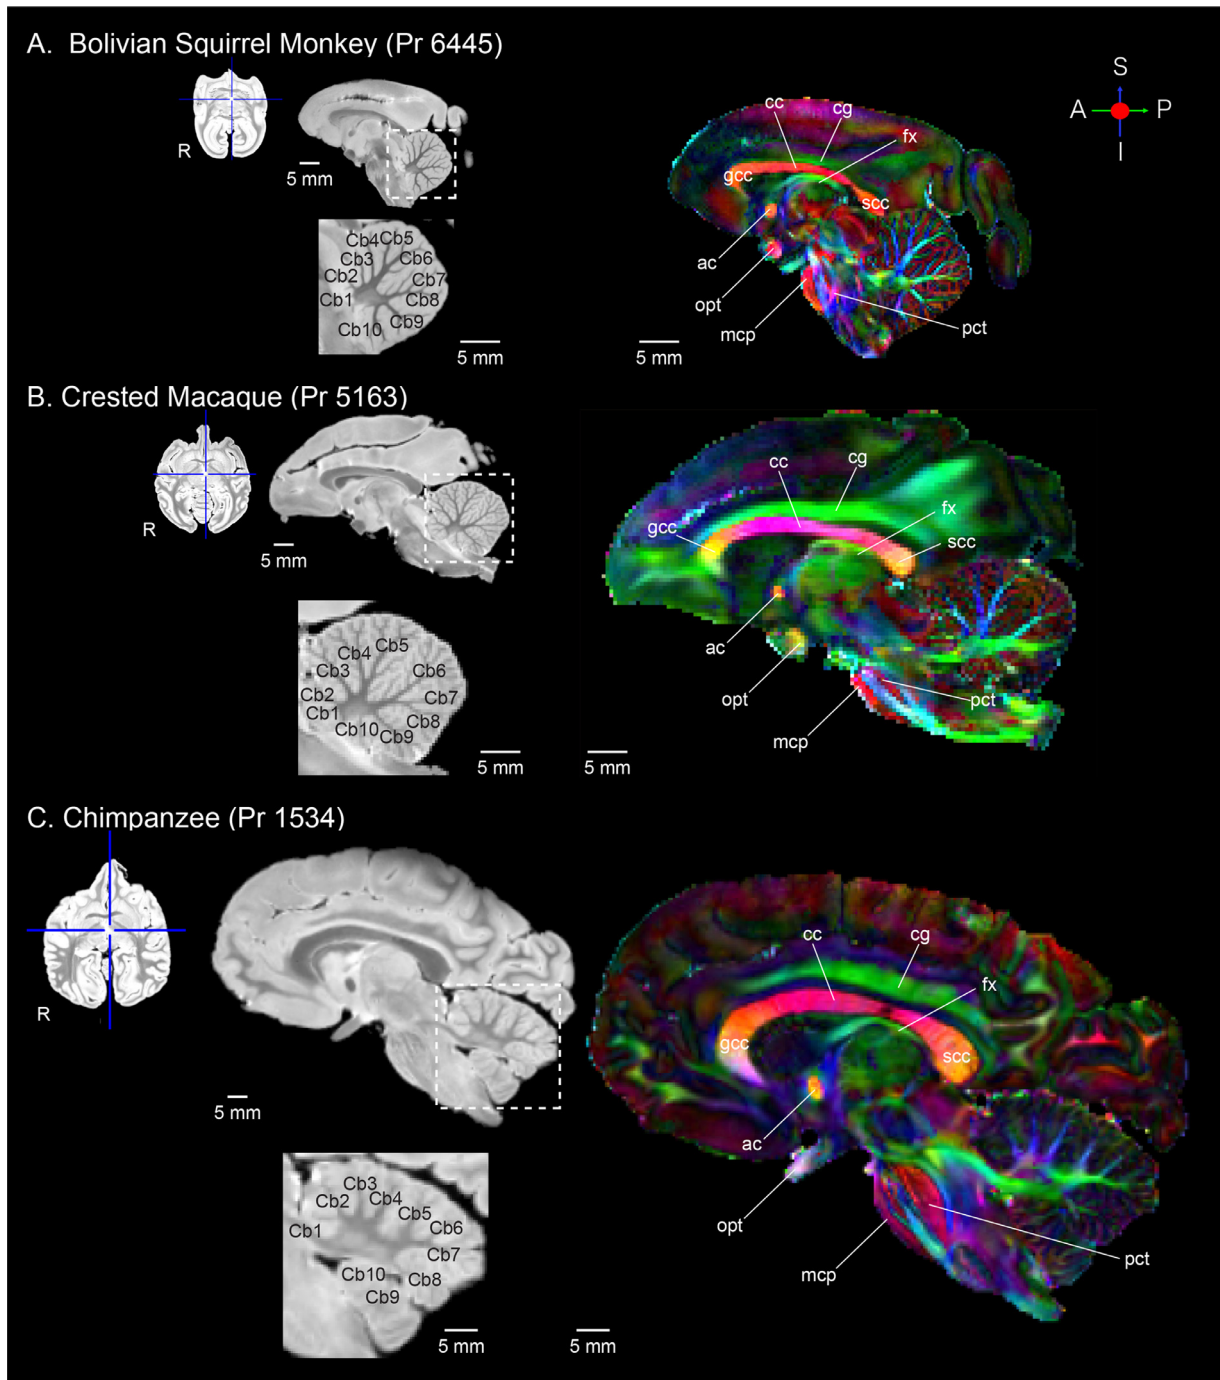 A. Bolivian Squirrel Monkey (Pr 6445)
R
5 mm
Cb4 Cb5
Cb3 Cb6
Cb2 Cb7
Cb1 Cb8
Cb10 Cb9
5 mm
cc cg fx
gcc scc
ac
opt
mcp pct
5 mm
S
A P
I
B. Crested Macaque (Pr 5163)
R
5 mm
Cb4 Cb5
Cb3 Cb6
Cb2 Cb7
Cb1 Cb8
Cb10 Cb9
5 mm
cc cg
fx
gcc scc
ac
opt pct
mcp
5 mm
C. Chimpanzee (Pr 1534)
R
5 mm
Cb3
Cb2 Cb4
Cb5
Cb1 Cb6
Cb7
Cb10 Cb8
Cb9
5 mm
cc cg
fx
gcc scc
ac
opt
mcp pct
5 mm